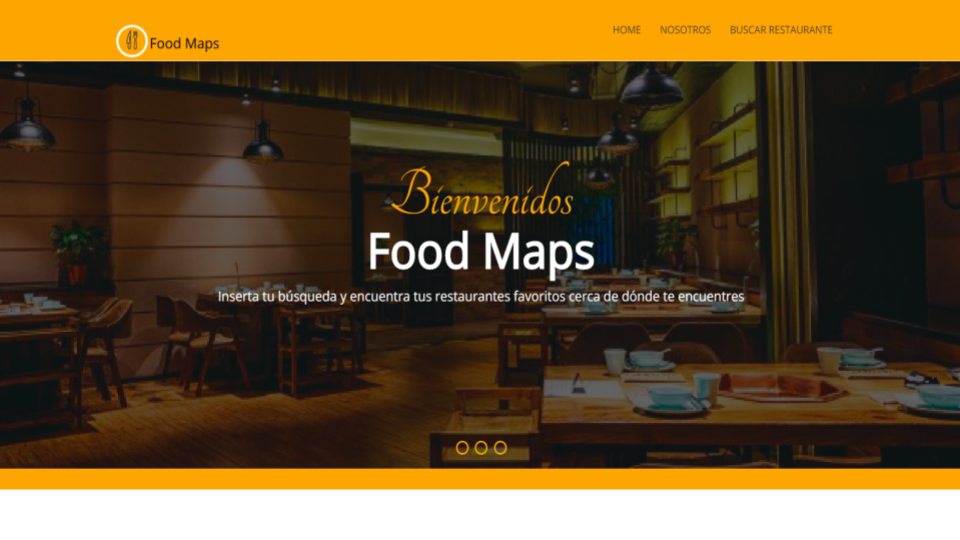 Food Maps
HOME NOSOTROS BUSCAR RESTAURANTE
Bienvenidos
Food Maps
Inserta tu búsqueda y encuentra tus restaurantes favoritos cerca de dónde te encuentres